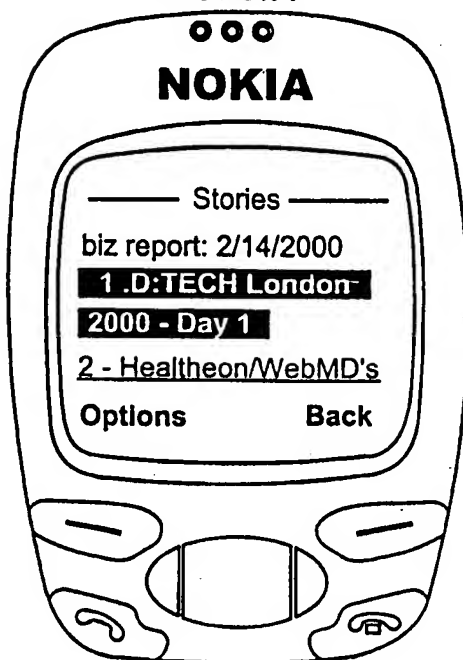 NOKIA
Stories
biz report: 2/14/2000
1 .D:TECH London
2000 - Day 1
2 - Healtheon/WebMD's
Options Back